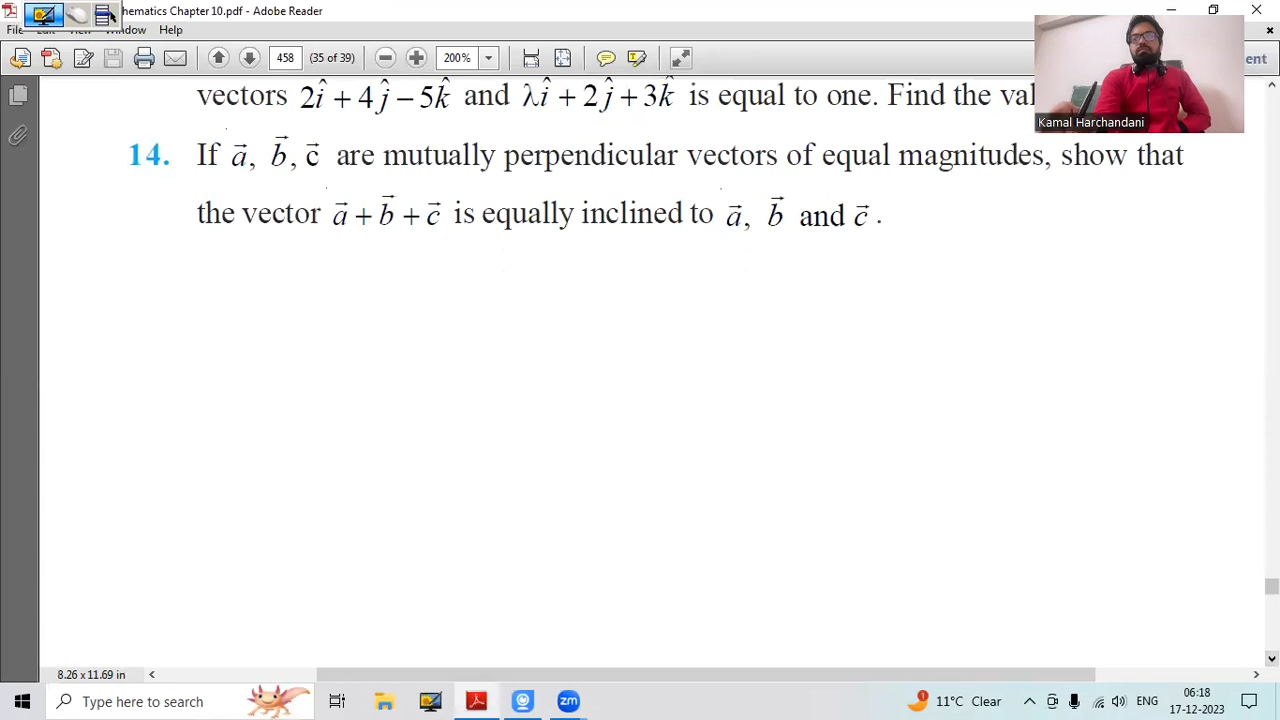 hematics Chapter 10.pdf - Adobe Reader
File Edit Window Help
458 (35 of 39) 200% ent
vectors 2î + 4ĵ – 5k̂ and λî + 2ĵ + 3k̂ is equal to one. Find the val
14. If a⃗, b⃗, c⃗ are mutually perpendicular vectors of equal magnitudes, show that
the vector a⃗ + b⃗ + c⃗ is equally inclined to a⃗, b⃗ and c⃗ .
Kamal Harchandani
8.26 x 11.69 in
Type here to search
zm
1
11°C Clear
ENG
06:18
17-12-2023